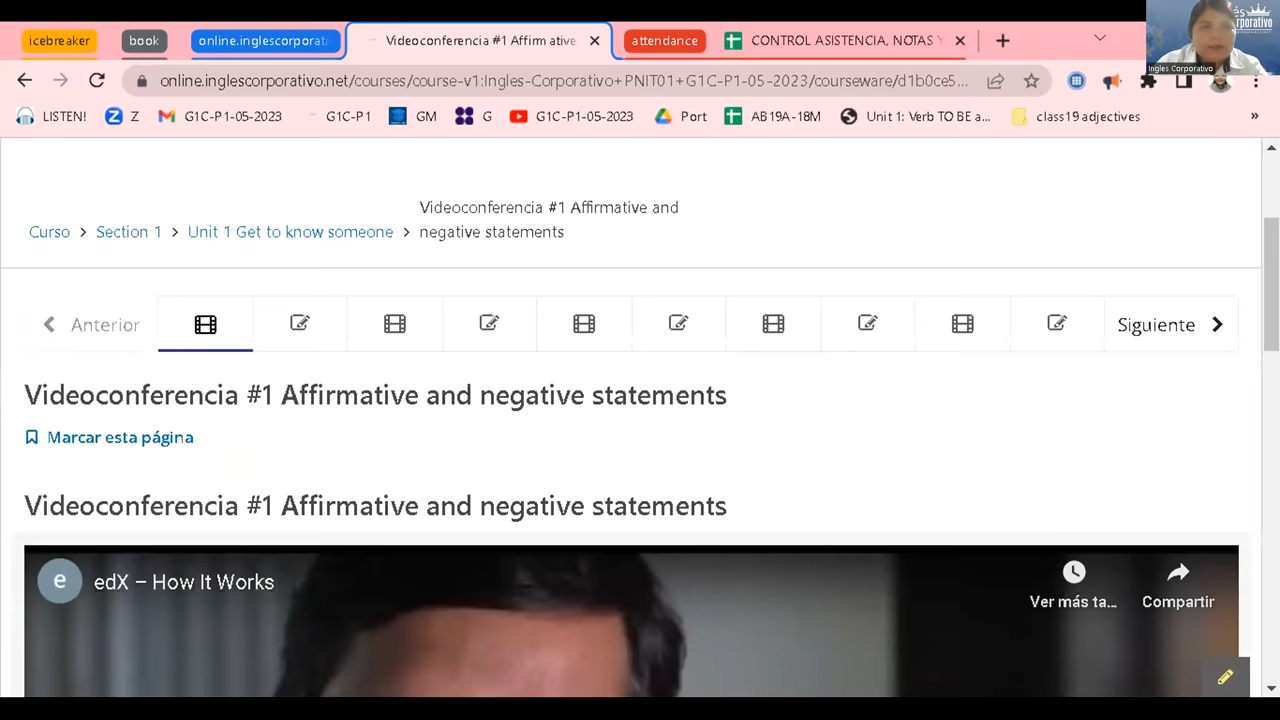 icebreaker
book
online.inglescorporati
Videoconferencia #1 Affirmative
attendance
CONTROL ASISTENCIA, NOTAS Y
és
rporativo
Ingles Corporativo
online.inglescorporativo.net/courses/course-v1:Ingles-Corporativo+PNIT01+G1C-P1-05-2023/courseware/d1b0ce5...
LISTEN!
Z
G1C-P1-05-2023
G1C-P1
GM
G
G1C-P1-05-2023
Port
AB19A-18M
Unit 1: Verb TO BE a...
class19 adjectives
»
Videoconferencia #1 Affirmative and
Curso > Section 1 > Unit 1 Get to know someone > negative statements
Anterior
Siguiente
Videoconferencia #1 Affirmative and negative statements
Marcar esta página
Videoconferencia #1 Affirmative and negative statements
e
edX – How It Works
Ver más ta...
Compartir